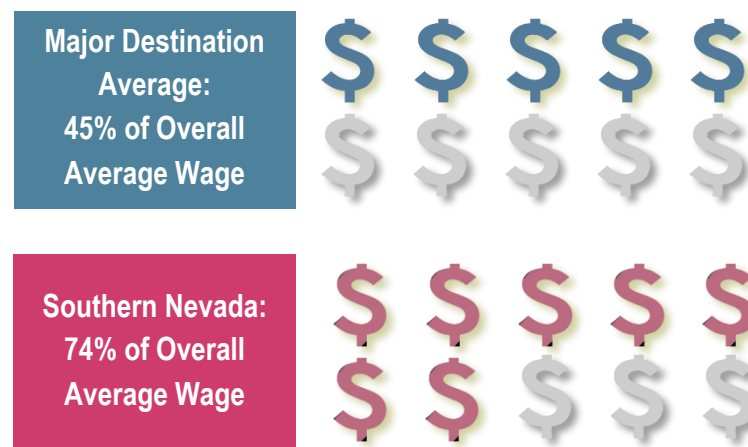 Major Destination
Average:
45% of Overall
Average Wage
$ $ $ $ $
$ $ $ $ $
Southern Nevada:
74% of Overall
Average Wage
$ $ $ $ $
$ $ $ $ $